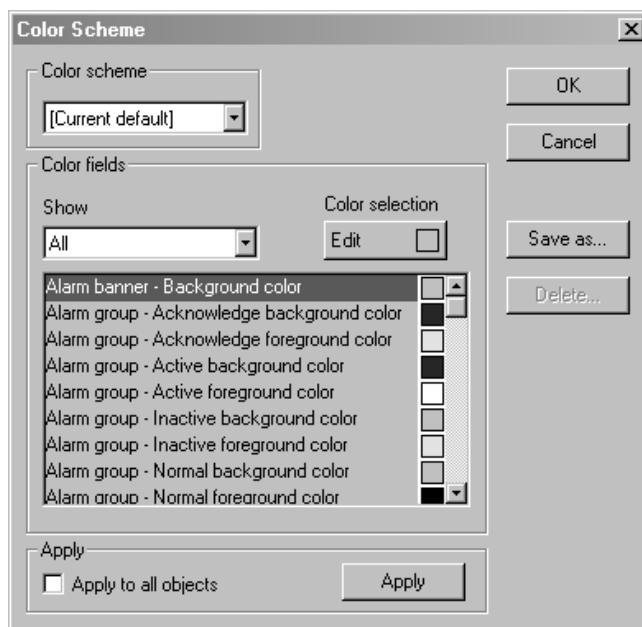 Color Scheme
Color scheme
[Current default]
OK
Cancel
Color fields
Show
Color selection
All
Edit
Save as...
Delete...
Alarm banner - Background color
Alarm group - Acknowledge background color
Alarm group - Acknowledge foreground color
Alarm group - Active background color
Alarm group - Active foreground color
Alarm group - Inactive background color
Alarm group - Inactive foreground color
Alarm group - Normal background color
Alarm group - Normal foreground color
Apply
Apply to all objects
Apply